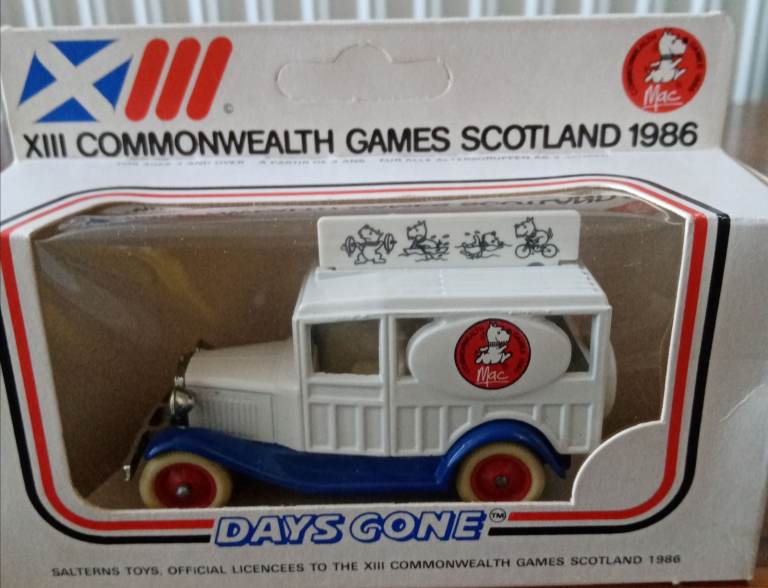 XIII COMMONWEALTH GAMES SCOTLAND 1986
©
Mac
Mac
DAYS GONE™
SALTERNS TOYS, OFFICIAL LICENCEES TO THE XIII COMMONWEALTH GAMES SCOTLAND 1986